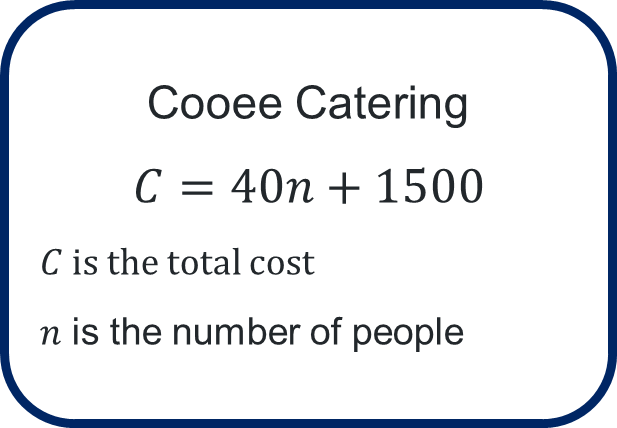 Cooee Catering
C = 40n + 1500
C is the total cost
n is the number of people